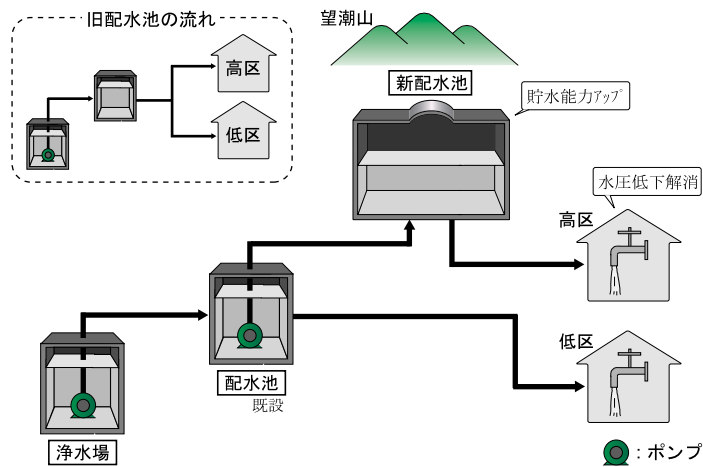 旧配水池の流れ
高区
低区
望潮山
新配水池
貯水能力アップ
水圧低下解消
高区
低区
配水池
既設
浄水場
：ポンプ